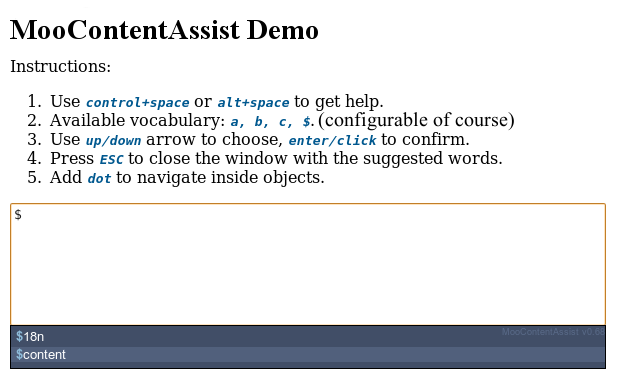 MooContentAssist Demo
Instructions:
1. Use control+space or alt+space to get help.
2. Available vocabulary: a, b, c, $. (configurable of course)
3. Use up/down arrow to choose, enter/click to confirm.
4. Press ESC to close the window with the suggested words.
5. Add dot to navigate inside objects.
$
MooContentAssist
$18n
$content